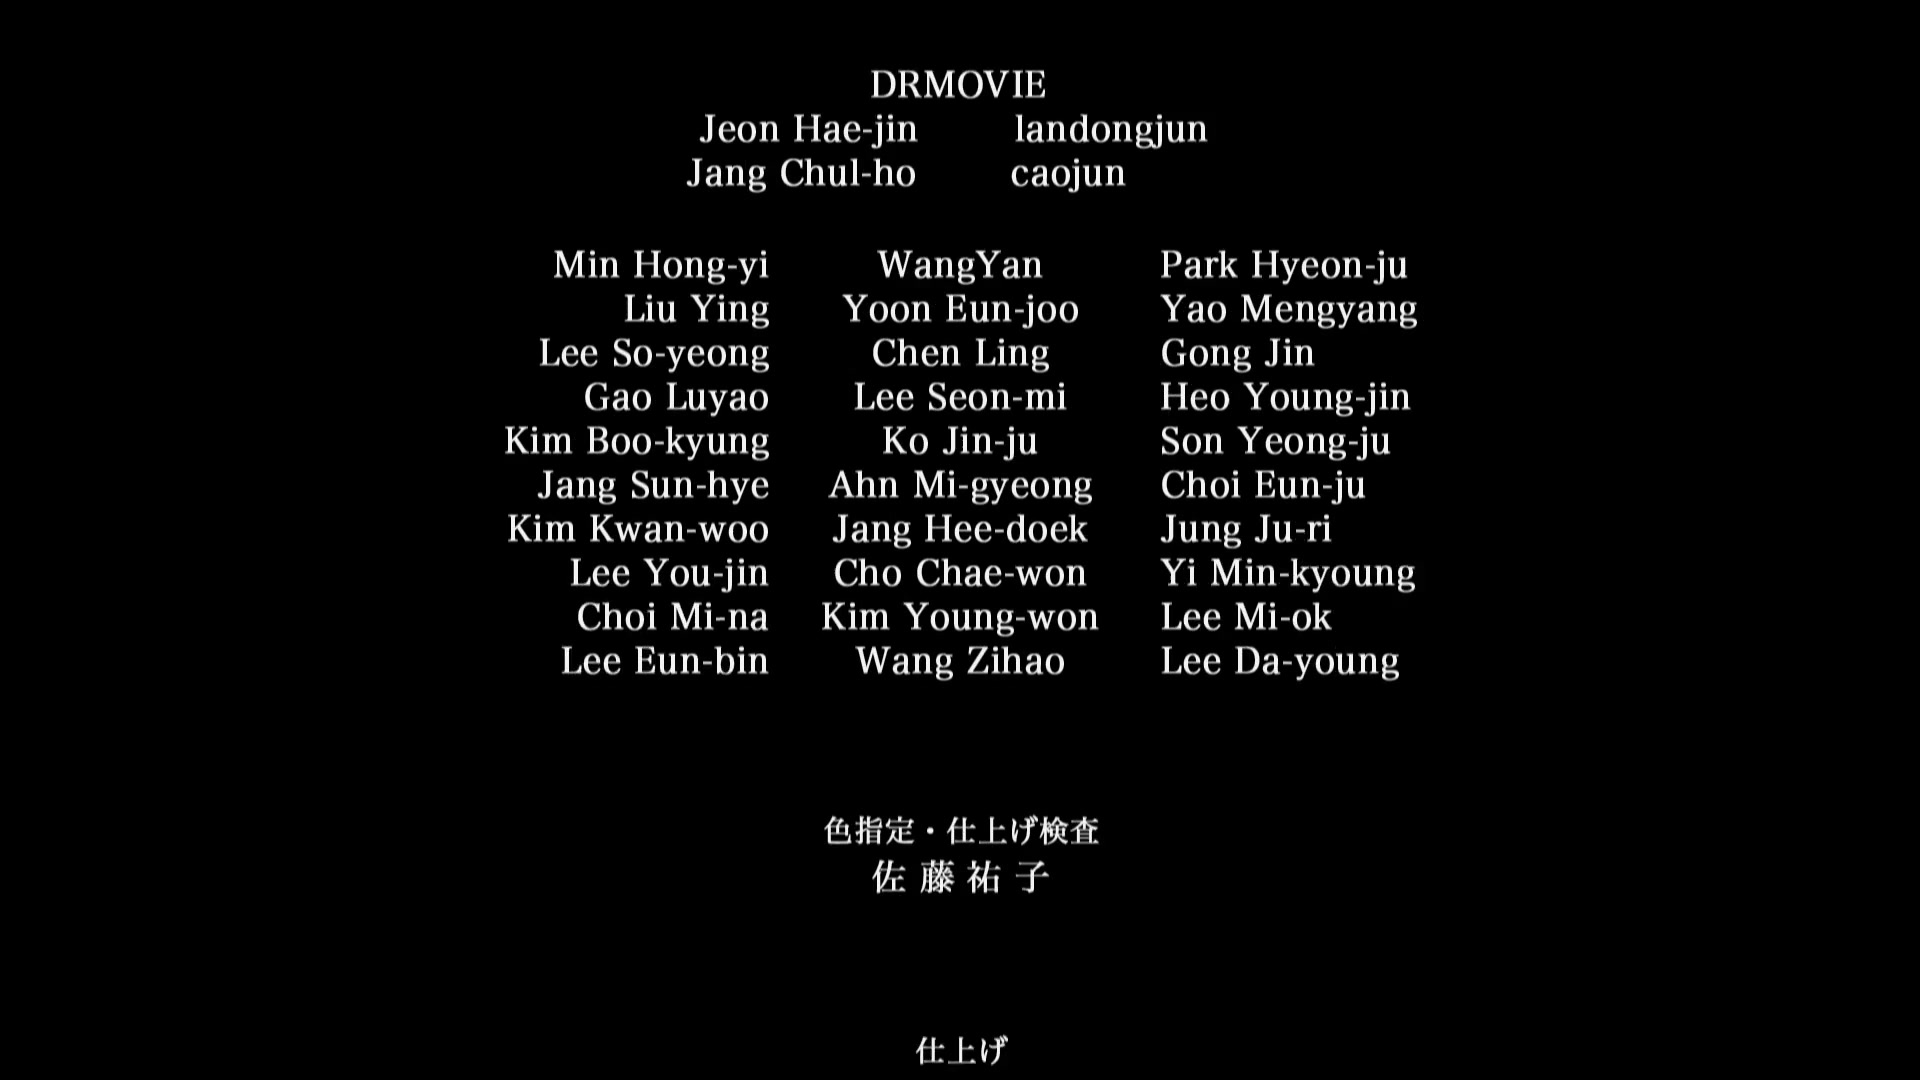 DRMOVIE
Jeon Hae-jin landongjun
Jang Chul-ho caojun
Min Hong-yi WangYan Park Hyeon-ju
Liu Ying Yoon Eun-joo Yao Mengyang
Lee So-yeong Chen Ling Gong Jin
Gao Luyao Lee Seon-mi Heo Young-jin
Kim Boo-kyung Ko Jin-ju Son Yeong-ju
Jang Sun-hye Ahn Mi-gyeong Choi Eun-ju
Kim Kwan-woo Jang Hee-doek Jung Ju-ri
Lee You-jin Cho Chae-won Yi Min-kyoung
Choi Mi-na Kim Young-won Lee Mi-ok
Lee Eun-bin Wang Zihao Lee Da-young
色指定・仕上げ検査
佐藤祐子
仕上げ